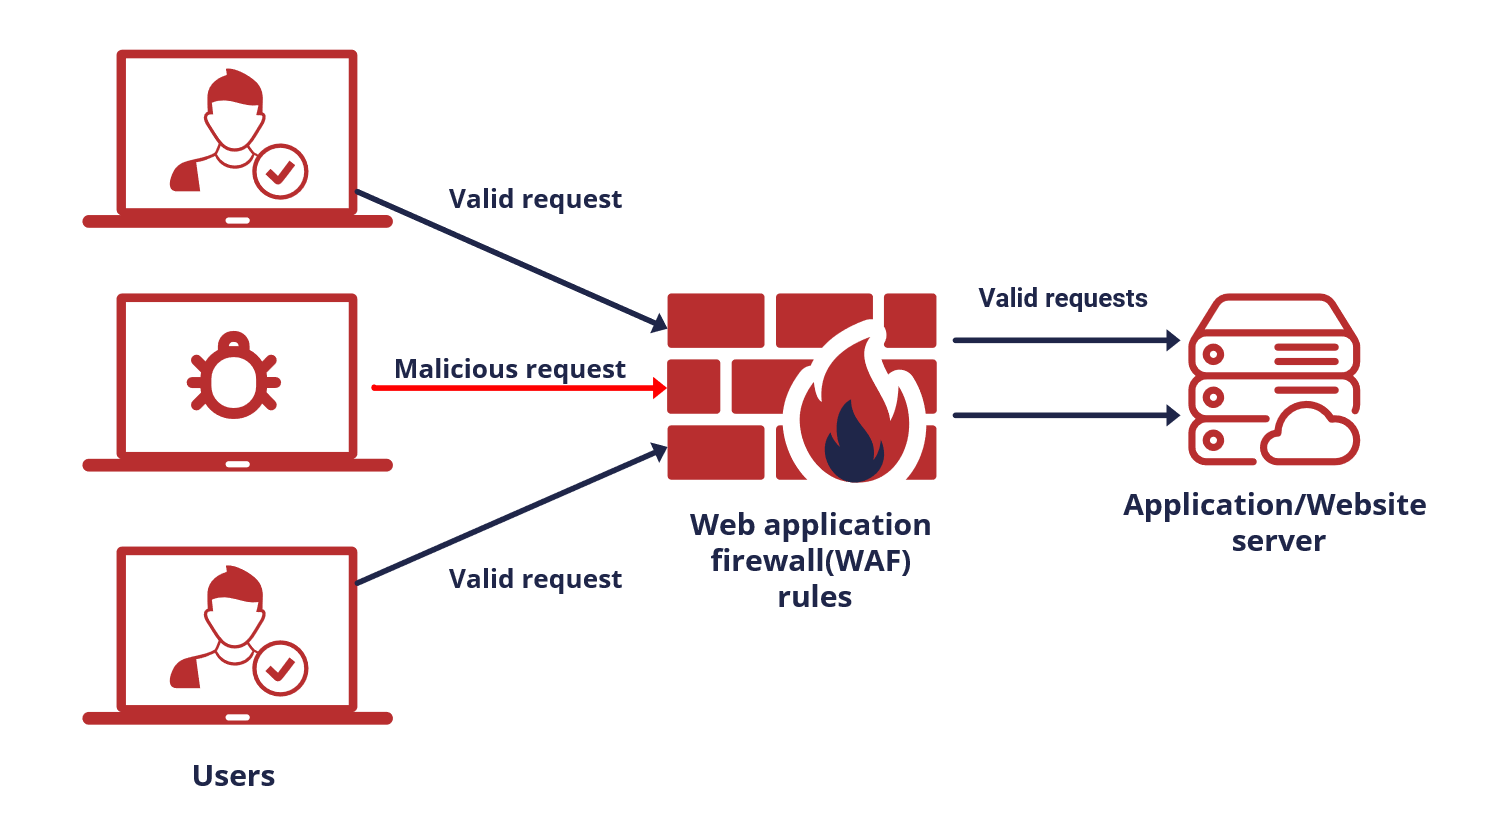 Valid request
Valid requests
Malicious request
Application/Website
server
Web application
firewall(WAF)
rules
Valid request
Users